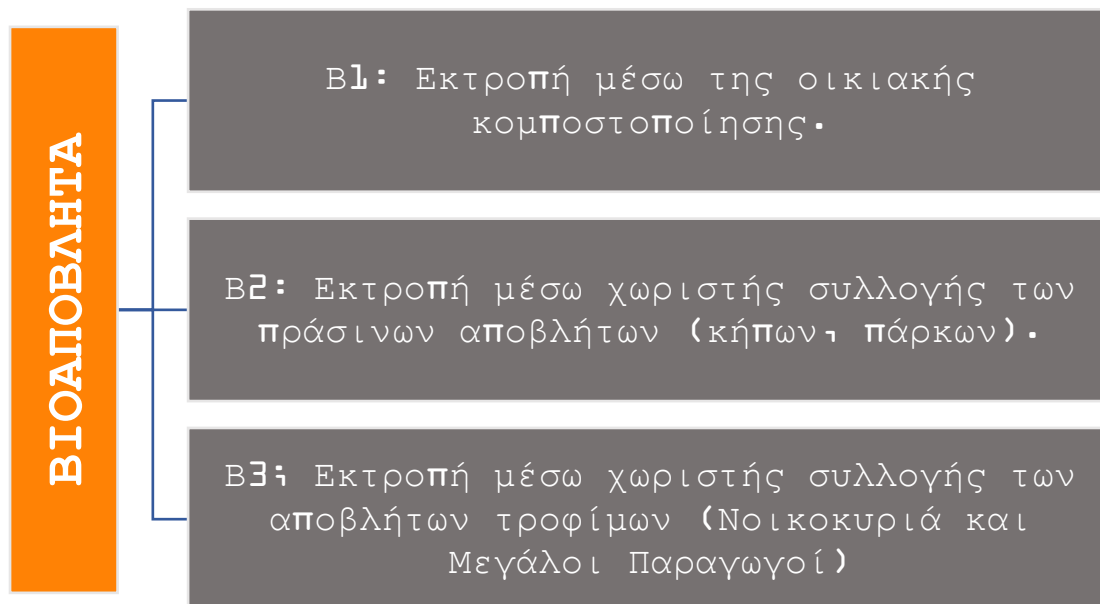 ΒΙΟΑΠΟΒΛΗΤΑ
Β1: Εκτροπή μέσω της οικιακής
κομποστοποίησης.
Β2: Εκτροπή μέσω χωριστής συλλογής των
πράσινων αποβλήτων (κήπων, πάρκων).
Β3; Εκτροπή μέσω χωριστής συλλογής των
αποβλήτων τροφίμων (Νοικοκυριά και
Μεγάλοι Παραγωγοί)